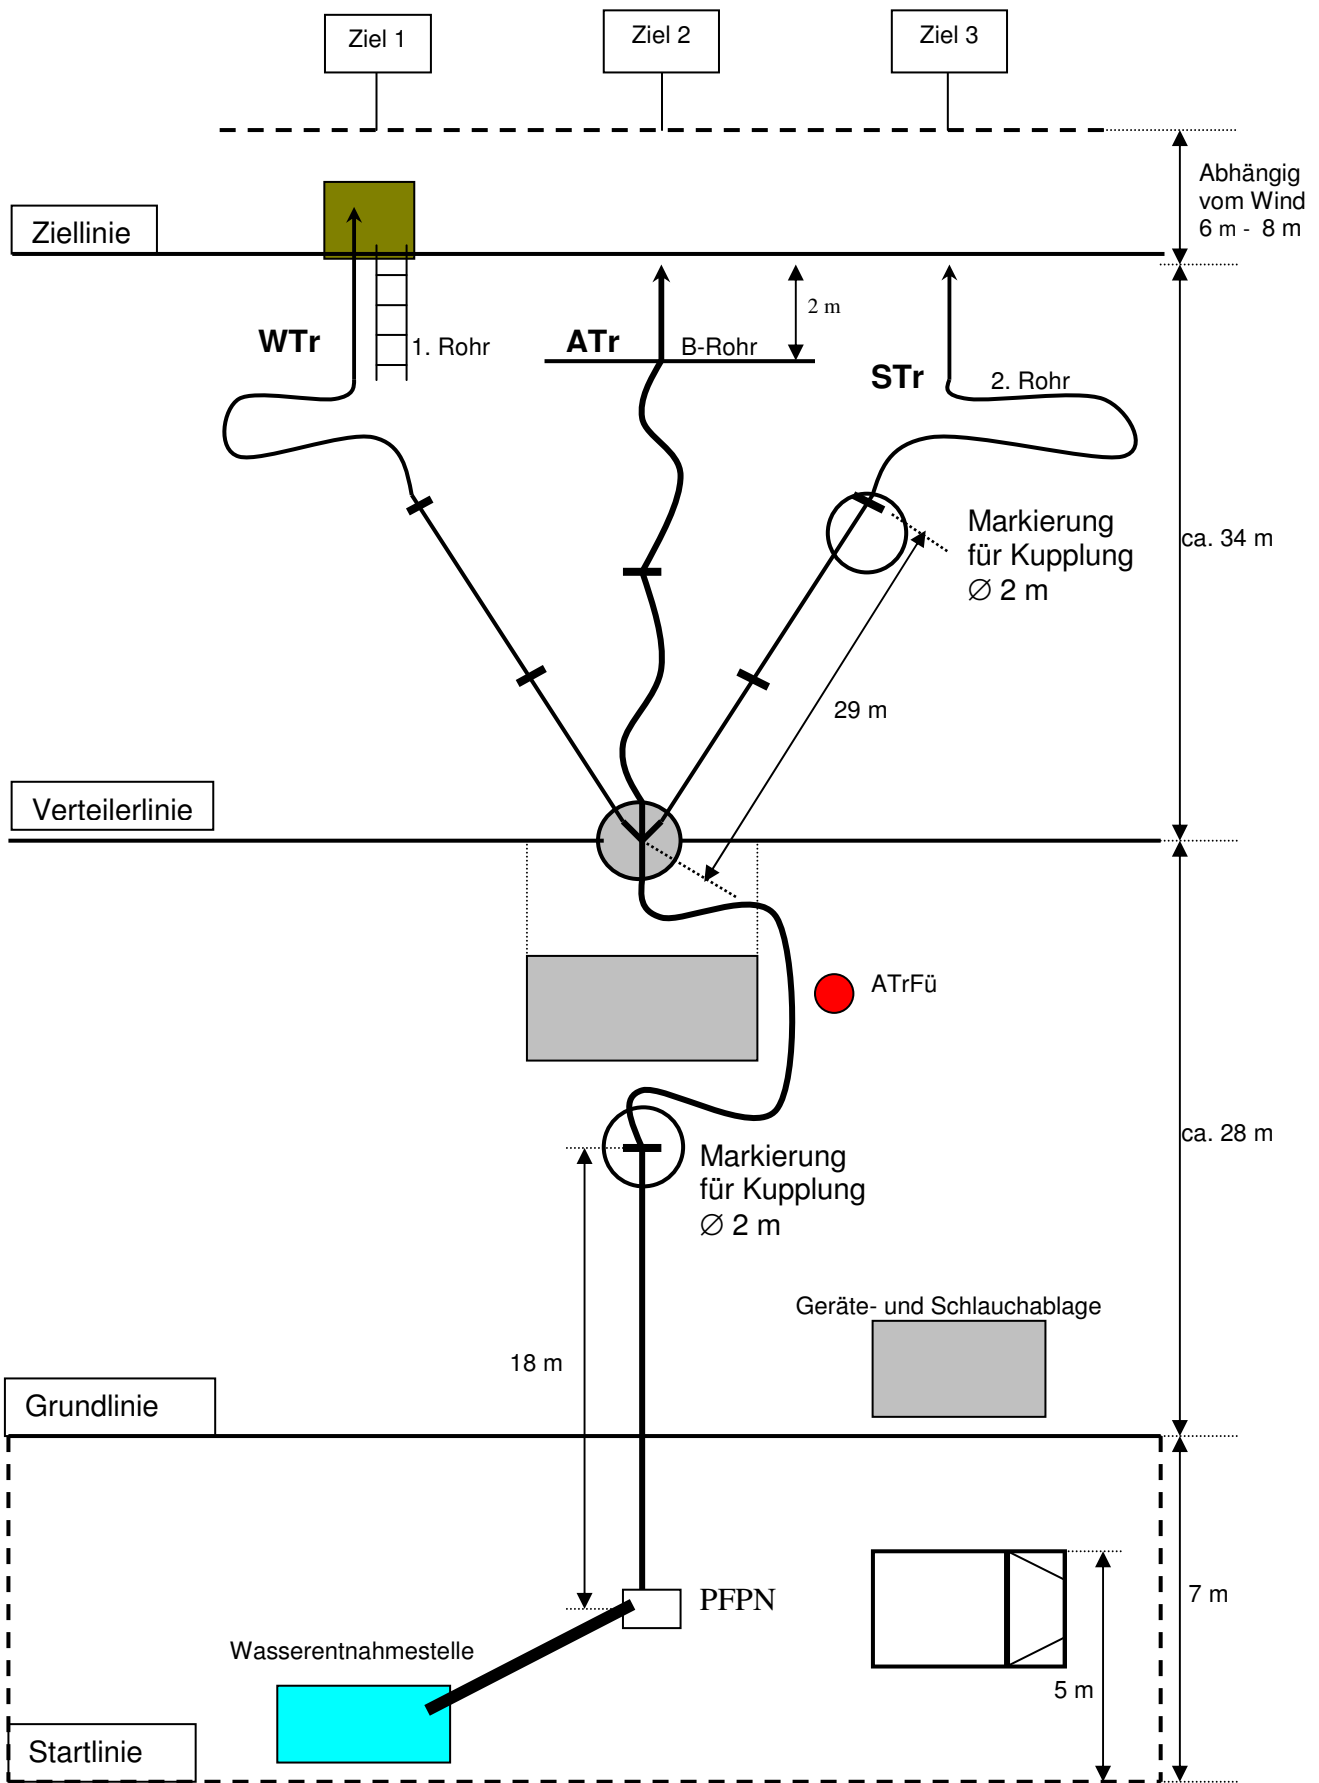 Ziel 1
Ziel 2
Ziel 3
Abhängig
vom Wind
6 m - 8 m
Ziellinie
2 m
WTr
1. Rohr
ATr
B-Rohr
STr
2. Rohr
Markierung
für Kupplung
∅ 2 m
ca. 34 m
29 m
Verteilerlinie
ATrFü
ca. 28 m
Markierung
für Kupplung
∅ 2 m
Geräte- und Schlauchablage
18 m
Grundlinie
PFPN
7 m
Wasserentnahmestelle
5 m
Startlinie